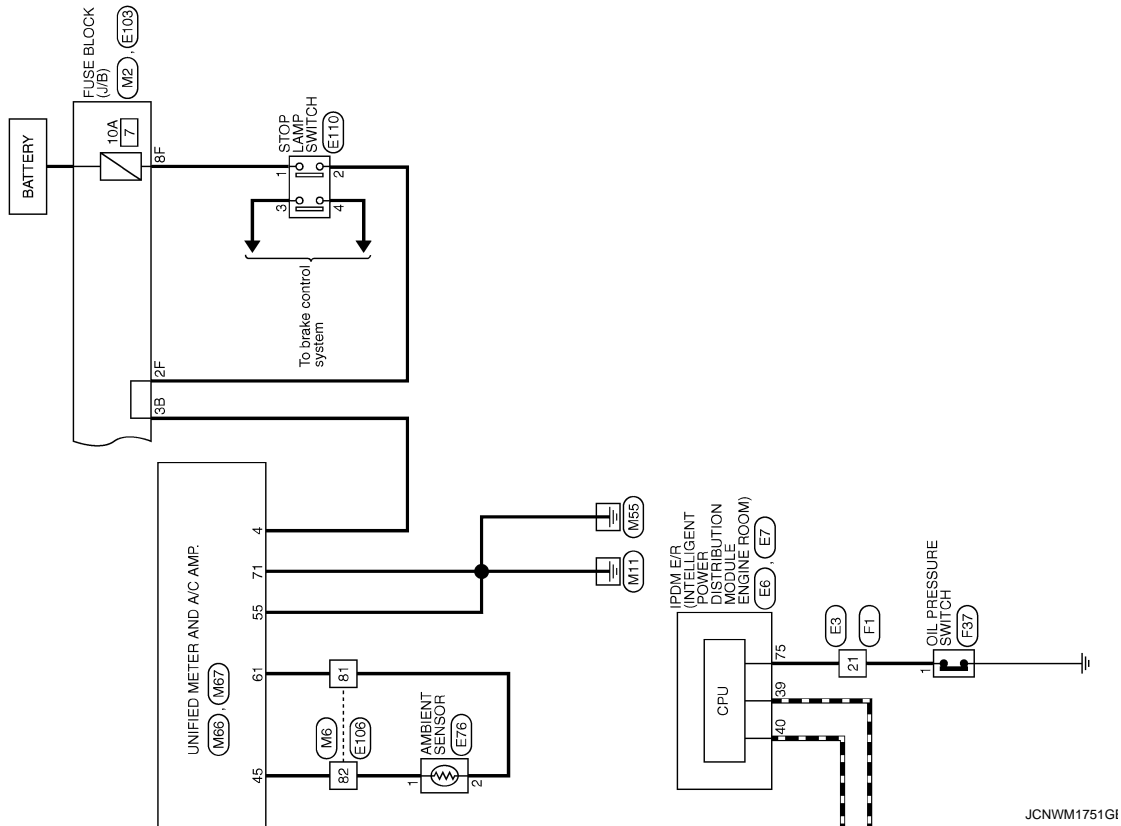 BATTERY
FUSE BLOCK
(J/B)
M2 , E103
10A
7
8F
STOP
LAMP
SWITCH
E110
1
2
3
4
To brake control
system
2F
3B
UNIFIED METER AND A/C AMP.
M66 , M67
4
71
55
61
45
M55
M11
81
82
M6
E106
AMBIENT
SENSOR
E76
1
2
IPDM E/R
(INTELLIGENT
POWER
DISTRIBUTION
MODULE
ENGINE ROOM)
E6 , E7
CPU
75
39
40
21
E3
F1
OIL PRESSURE
SWITCH
F37
1
JCNWM1751G